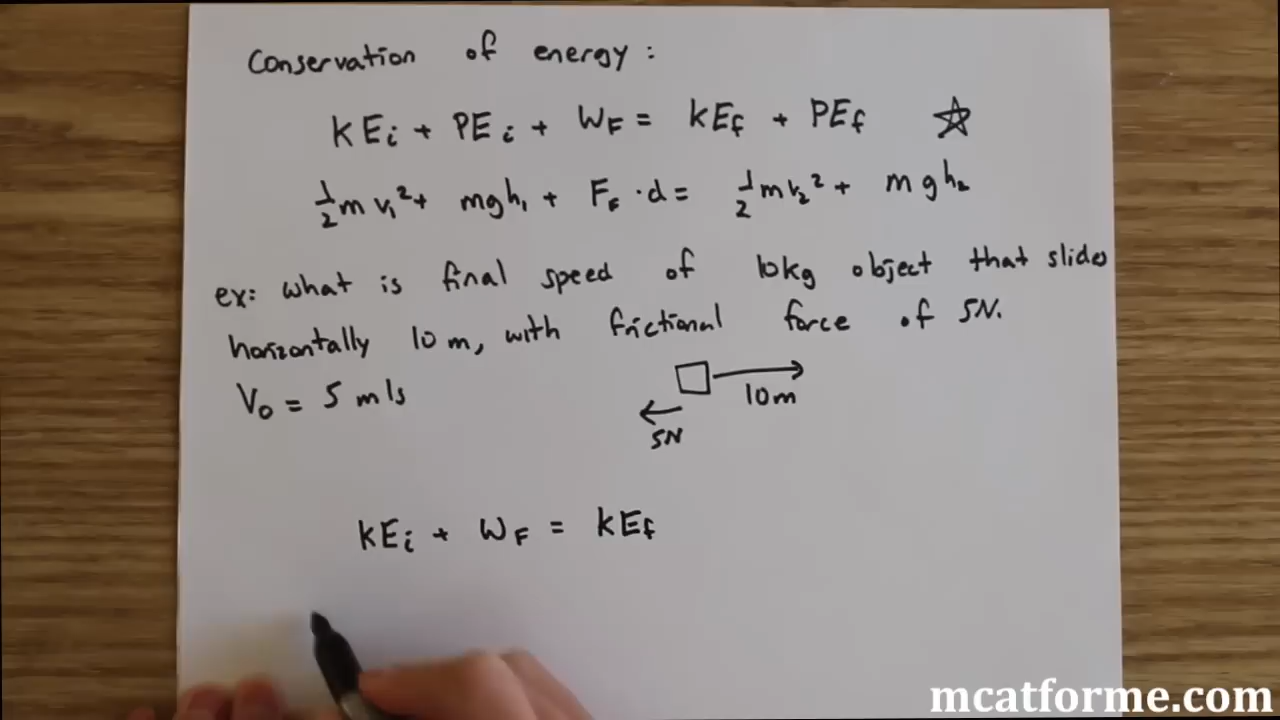 Conservation of energy:
KEi + PEi + WF = KEf + PEf ☆
½mv₁² + mgh₁ + FF · d = ½mv₂² + mgh₂
ex: what is final speed of 10kg object that slides
horizontally 10m, with frictional force of 5N.
V₀ = 5 m/s
10m
5N
KEi + WF = KEf
mcatforme.com